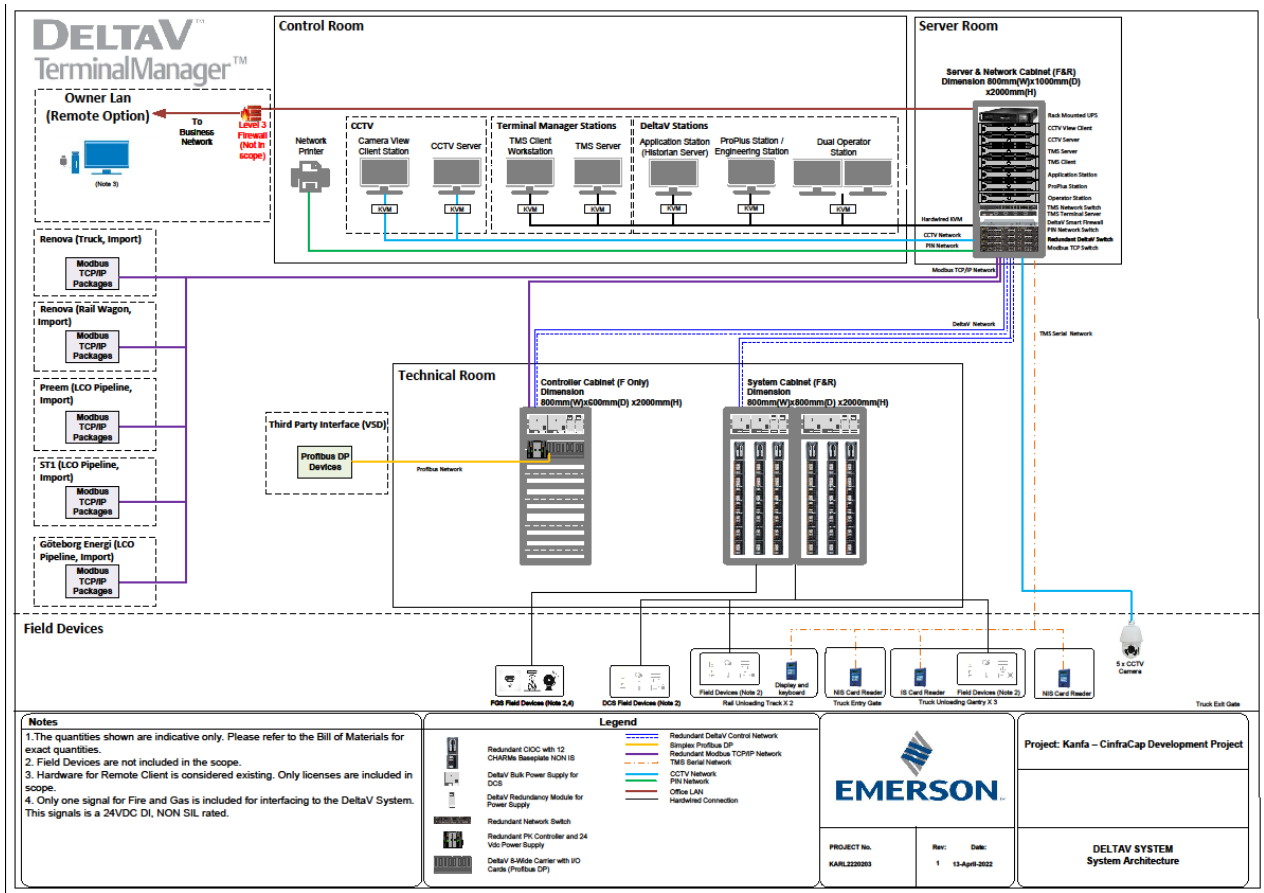 DELTAV™
TerminalManager™
Owner Lan
(Remote Option)
To
Business
Network
Level 3
Firewall
(Not in
scope)
(Note 3)
Control Room
Network
Printer
CCTV
Camera View
Client Station
CCTV Server
KVM
KVM
Terminal Manager Stations
TMS Client
Workstation
TMS Server
KVM
KVM
DeltaV Stations
Application Station
(Historian Server)
ProPlus Station /
Engineering Station
Dual Operator
Station
KVM
KVM
KVM
Hardwired KVM
CCTV Network
PIN Network
Modbus TCP/IP Network
Server Room
Server & Network Cabinet (F&R)
Dimension 800mm(W)x1000mm(D)
x2000mm(H)
Rack Mounted UPS
CCTV View Client
CCTV Server
TMS Server
TMS Client
Application Station
ProPlus Station
Operator Station
TMS Network Switch
TMS Terminal Server
DeltaV Smart Firewall
PIN Network Switch
Redundant DeltaV Switch
Modbus TCP Switch
Renova (Truck, Import)
Modbus
TCP/IP
Packages
Renova (Rail Wagon,
Import)
Modbus
TCP/IP
Packages
Preem (LCO Pipeline,
Import)
Modbus
TCP/IP
Packages
ST1 (LCO Pipeline,
Import)
Modbus
TCP/IP
Packages
Göteborg Energi (LCO
Pipeline, Import)
Modbus
TCP/IP
Packages
DeltaV Network
TMS Serial Network
Technical Room
Controller Cabinet (F Only)
Dimension
800mm(W)x600mm(D) x2000mm(H)
System Cabinet (F&R)
Dimension
800mm(W)x800mm(D) x2000mm(H)
Third Party Interface (VSD)
Profibus DP
Devices
Profibus Network
Field Devices
FGS Field Devices (Note 2,4)
DCS Field Devices (Note 2)
Field Devices (Note 2)
Display and
keyboard
Rail Unloading Track X 2
NIS Card Reader
Truck Entry Gate
IS Card Reader
Field Devices (Note 2)
Truck Unloading Gantry X 3
NIS Card Reader
5 x CCTV
Camera
Truck Exit Gate
Notes
1.The quantities shown are indicative only. Please refer to the Bill of Materials for
exact quantities.
2. Field Devices are not included in the scope.
3. Hardware for Remote Client is considered existing. Only licenses are included in
scope.
4. Only one signal for Fire and Gas is included for interfacing to the DeltaV System.
This signals is a 24VDC DI, NON SIL rated.
Legend
Redundant CIOC with 12
CHARMs Baseplate NON IS
DeltaV Bulk Power Supply for
DCS
DeltaV Redundancy Module for
Power Supply
Redundant Network Switch
Redundant PK Controller and 24
Vdc Power Supply
DeltaV 8-Wide Carrier with I/O
Cards (Profibus DP)
Redundant DeltaV Control Network
Simplex Profibus DP
Redundant Modbus TCP/IP Network
TMS Serial Network
CCTV Network
PIN Network
Office LAN
Hardwired Connection
EMERSON
PROJECT No.
KARL2220203
Rev:
1
Date:
13-April-2022
Project: Kanfa – CinfraCap Development Project
DELTAV SYSTEM
System Architecture